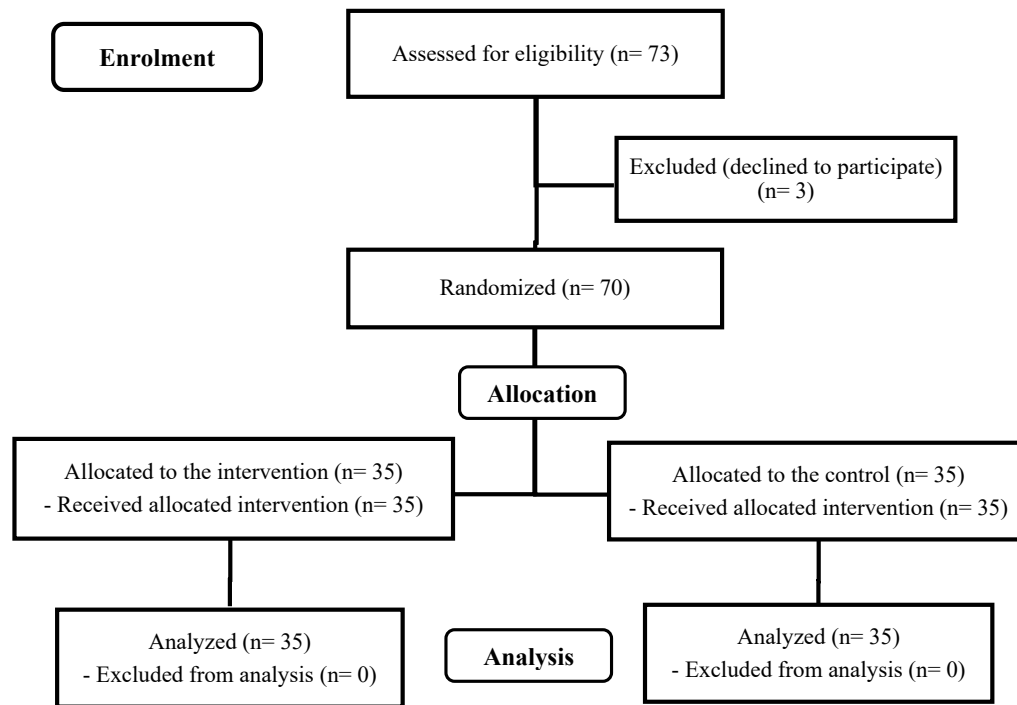 Enrolment
Assessed for eligibility (n= 73)
Excluded (declined to participate)
(n= 3)
Randomized (n= 70)
Allocation
Allocated to the intervention (n= 35)
- Received allocated intervention (n= 35)
Allocated to the control (n= 35)
- Received allocated intervention (n= 35)
Analyzed (n= 35)
- Excluded from analysis (n= 0)
Analysis
Analyzed (n= 35)
- Excluded from analysis (n= 0)